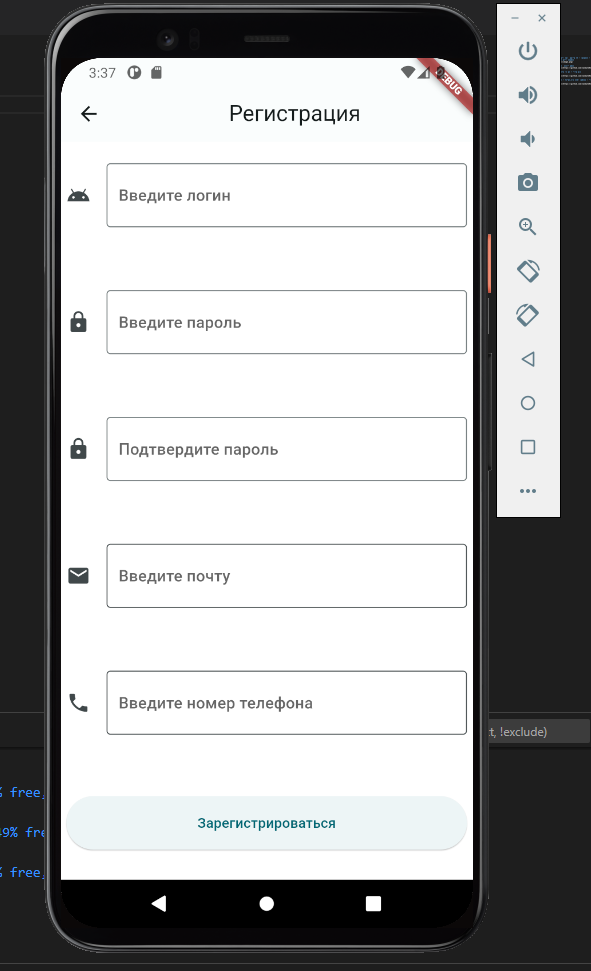 3:37
DEBUG
Регистрация
Введите логин
Введите пароль
Подтвердите пароль
Введите почту
Введите номер телефона
t, !exclude)
% free,
Зарегистрироваться
49% fre
% free,